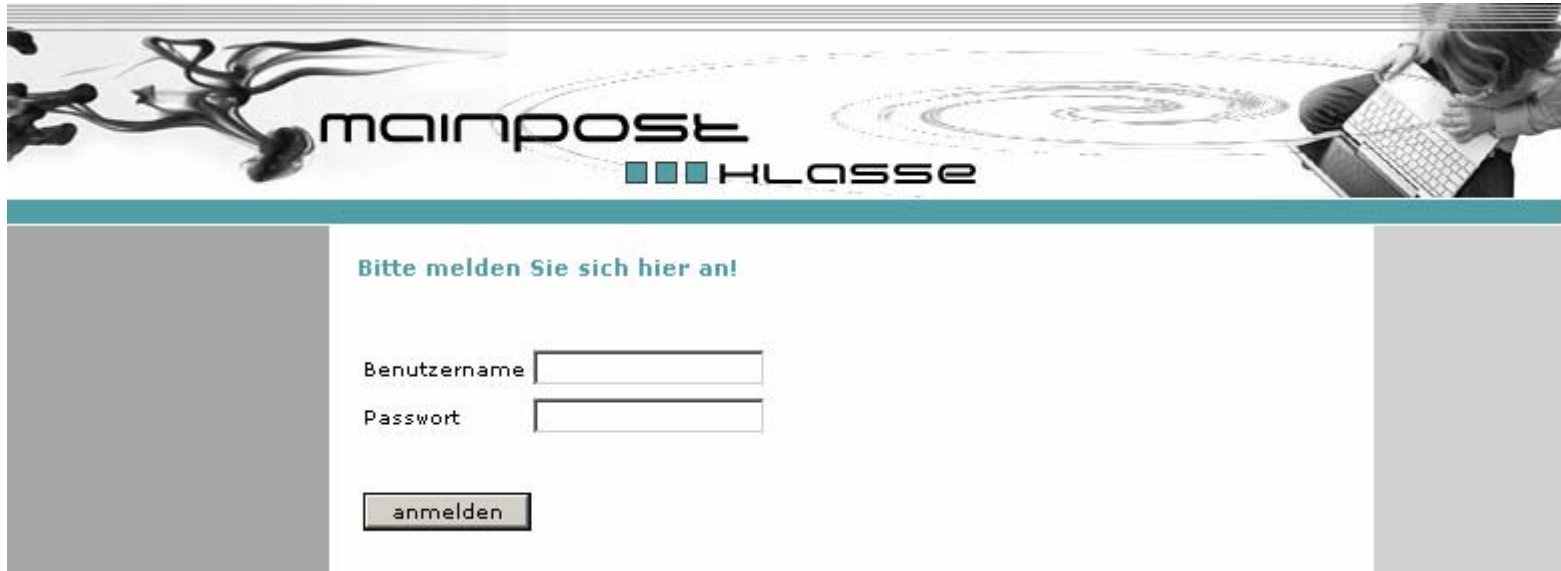 mainpost
klasse
Bitte melden Sie sich hier an!
Benutzername
Passwort
anmelden